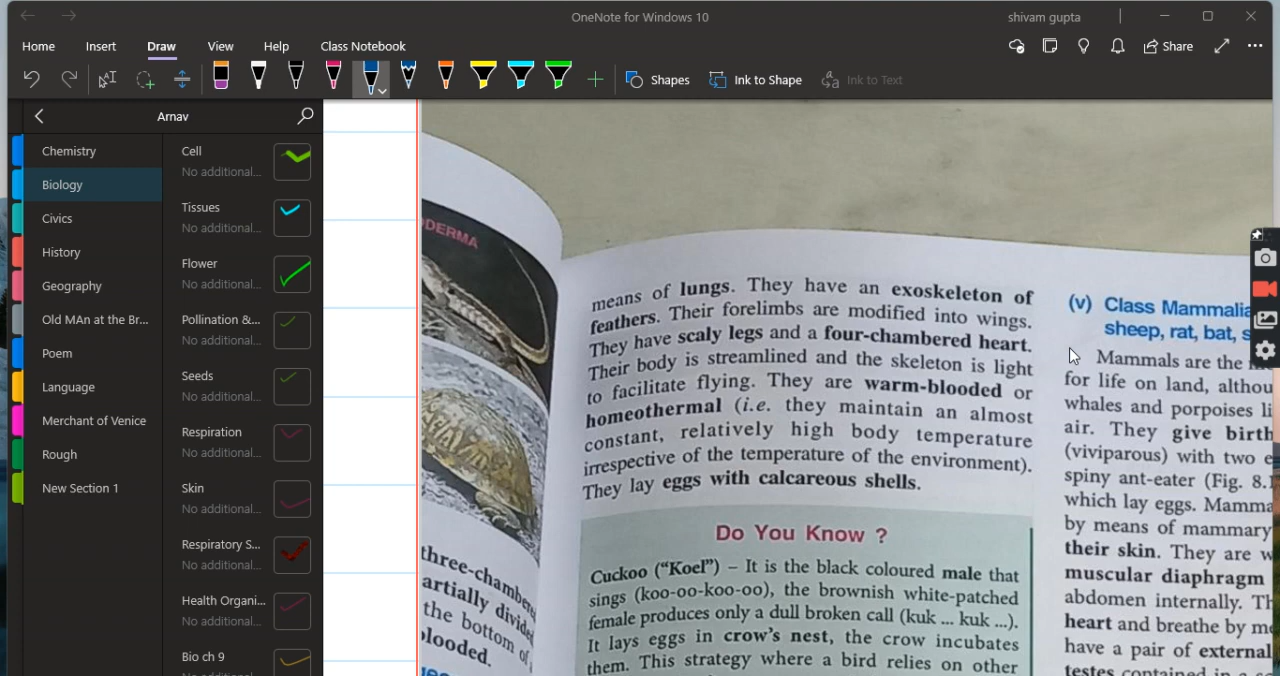 OneNote for Windows 10
shivam gupta
Home
Insert
Draw
View
Help
Class Notebook
Share
Shapes
Ink to Shape
Ink to Text
Arnav
Chemistry
Biology
Civics
History
Geography
Old MAn at the Br...
Poem
Language
Merchant of Venice
Rough
New Section 1
Cell
No additional...
Tissues
No additional...
Flower
No additional...
Pollination &...
No additional...
Seeds
No additional...
Respiration
No additional...
Skin
No additional...
Respiratory S...
No additional...
Health Organi...
No additional...
Bio ch 9
No additional...
DERMA
three-chambe
artially divide
the bottom of
blooded.
means of lungs. They have an exoskeleton of
feathers. Their forelimbs are modified into wings.
They have scaly legs and a four-chambered heart.
Their body is streamlined and the skeleton is light
to facilitate flying. They are warm-blooded or
homeothermal (i.e. they maintain an almost
constant, relatively high body temperature
irrespective of the temperature of the environment).
They lay eggs with calcareous shells.
Do You Know ?
Cuckoo ("Koel") – It is the black coloured male that
sings (koo-oo-koo-oo), the brownish white-patched
female produces only a dull broken call (kuk ... kuk ...).
It lays eggs in crow's nest, the crow incubates
them. This strategy where a bird relies on other
(v) Class Mammalia
sheep, rat, bat, s
Mammals are the
for life on land, althou
whales and porpoises li
air. They give birth
(viviparous) with two e
spiny ant-eater (Fig. 8.1
which lay eggs. Mamma
by means of mammary
their skin. They are w
muscular diaphragm
abdomen internally. Th
heart and breathe by me
have a pair of external
testes contained in a sc